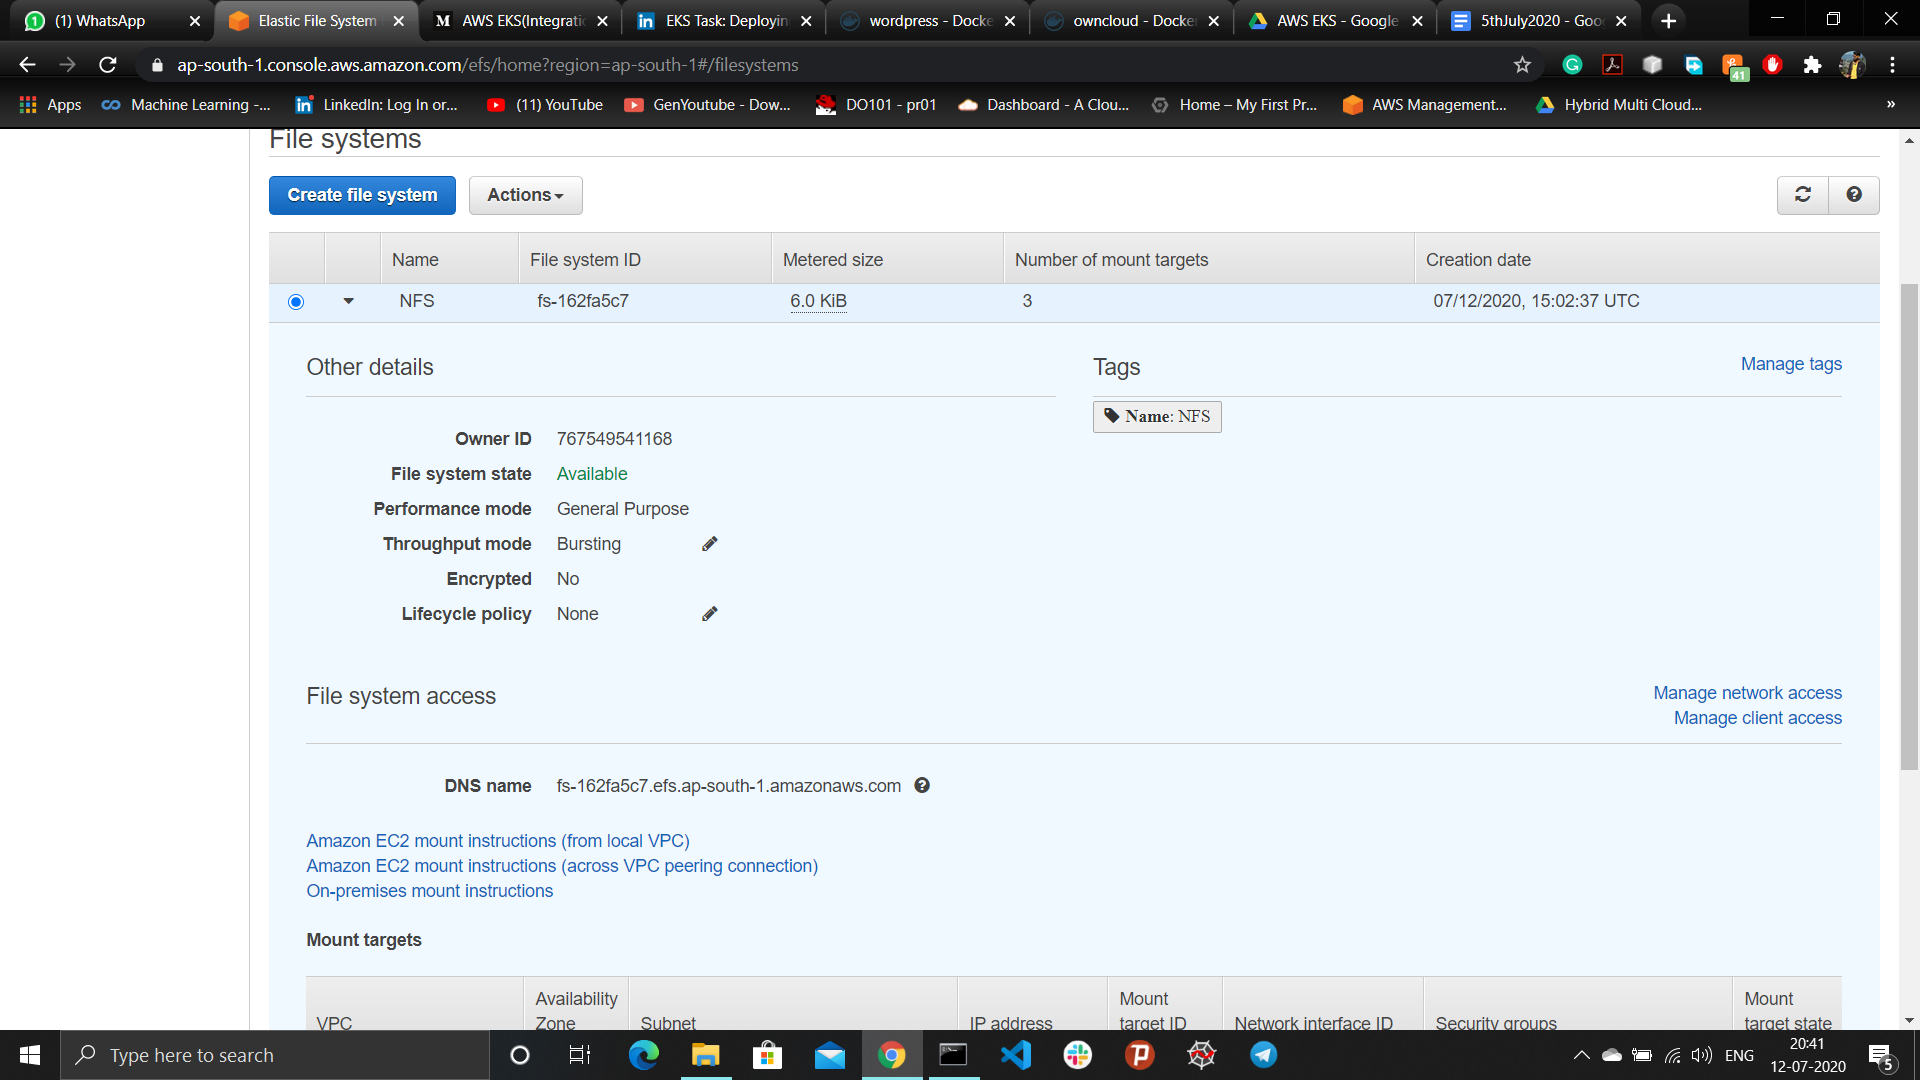 (1) WhatsApp
Elastic File System
AWS EKS(Integratio
EKS Task: Deploying
wordpress - Docke
owncloud - Docke
AWS EKS - Google
5thJuly2020 - Goo
ap-south-1.console.aws.amazon.com/efs/home?region=ap-south-1#/filesystems
41
Apps
Machine Learning -...
LinkedIn: Log In or...
(11) YouTube
GenYoutube - Dow...
DO101 - pr01
Dashboard - A Clou...
Home – My First Pr...
AWS Management...
Hybrid Multi Cloud...
»
File systems
Create file system
Actions
Name
File system ID
Metered size
Number of mount targets
Creation date
NFS
fs-162fa5c7
6.0 KiB
3
07/12/2020, 15:02:37 UTC
Other details
Tags
Manage tags
Name: NFS
Owner ID 767549541168
File system state Available
Performance mode General Purpose
Throughput mode Bursting
Encrypted No
Lifecycle policy None
File system access
Manage network access
Manage client access
DNS name fs-162fa5c7.efs.ap-south-1.amazonaws.com
Amazon EC2 mount instructions (from local VPC)
Amazon EC2 mount instructions (across VPC peering connection)
On-premises mount instructions
Mount targets
VPC
Availability
Zone
Subnet
IP address
Mount
target ID
Network interface ID
Security groups
Mount
target state
Type here to search
ENG
20:41
12-07-2020
5